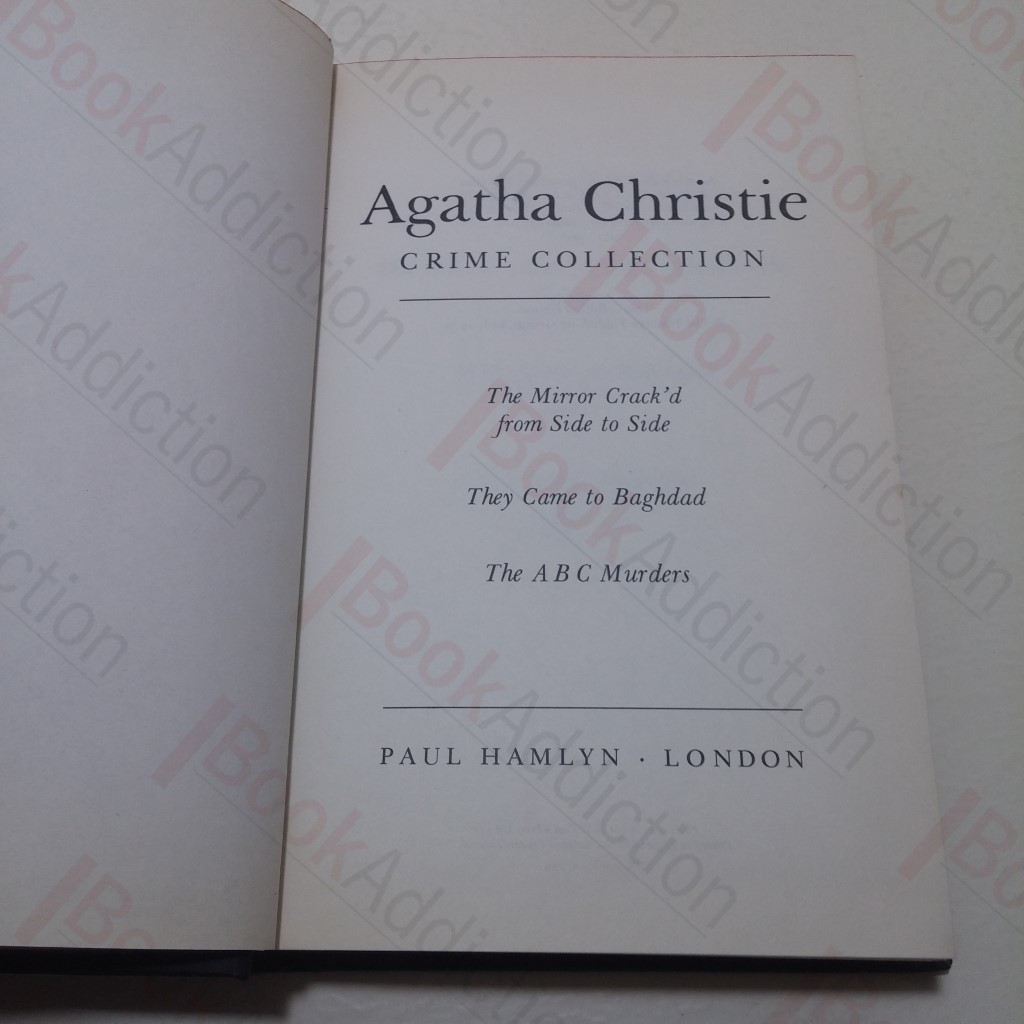 Agatha Christie
CRIME COLLECTION
The Mirror Crack'd
from Side to Side
They Came to Baghdad
The A B C Murders
PAUL HAMLYN · LONDON
BookAddiction